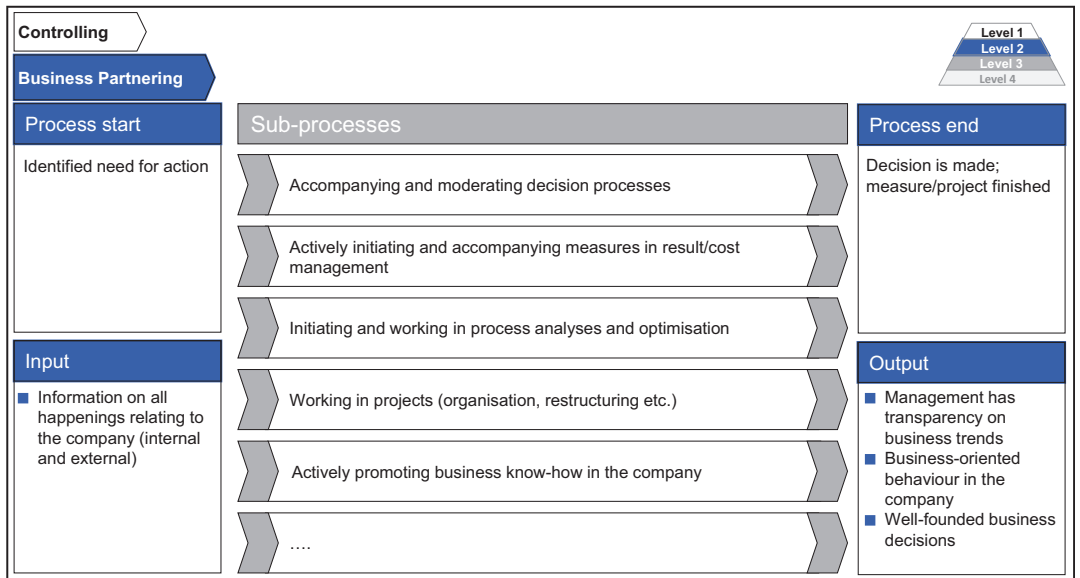 Controlling
Business Partnering
Level 1
Level 2
Level 3
Level 4
Process start
Identified need for action
Input
Information on all
happenings relating to
the company (internal
and external)
Sub-processes
Accompanying and moderating decision processes
Actively initiating and accompanying measures in result/cost
management
Initiating and working in process analyses and optimisation
Working in projects (organisation, restructuring etc.)
Actively promoting business know-how in the company
....
Process end
Decision is made;
measure/project finished
Output
Management has
transparency on
business trends
Business-oriented
behaviour in the
company
Well-founded business
decisions